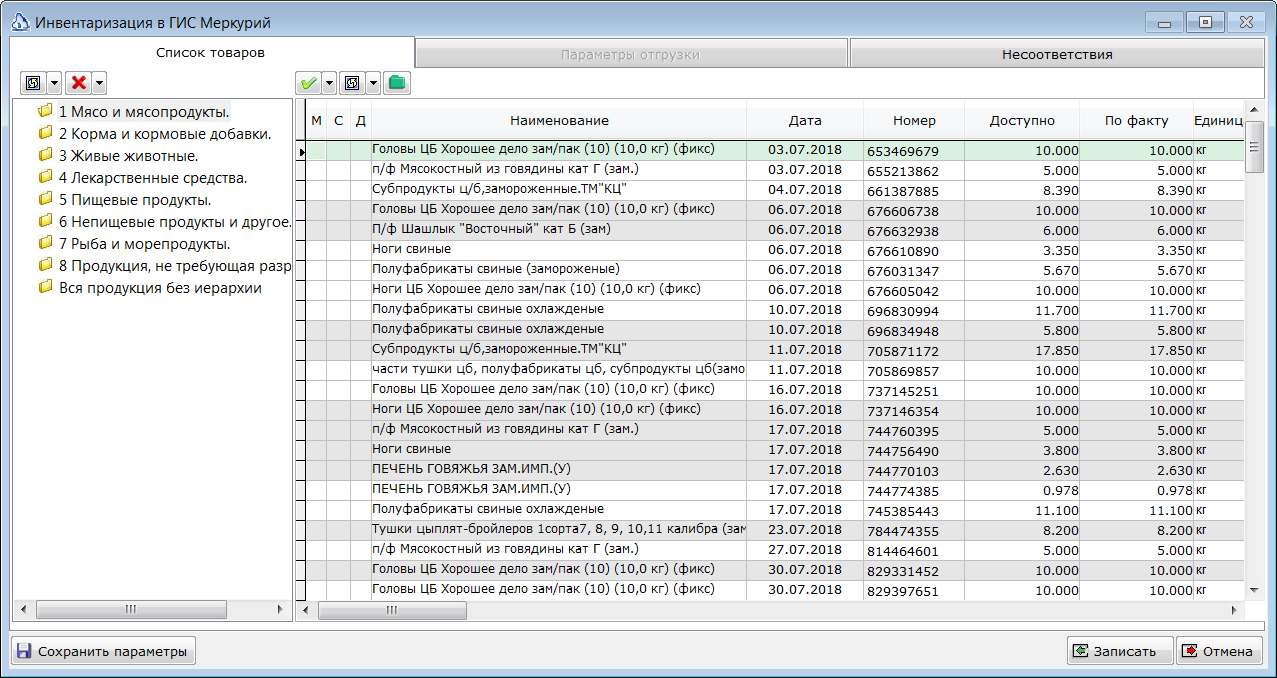 Инвентаризация в ГИС Меркурий
Список товаров
Параметры отгрузки
Несоответствия
1 Мясо и мясопродукты.
2 Корма и кормовые добавки.
3 Живые животные.
4 Лекарственные средства.
5 Пищевые продукты.
6 Непищевые продукты и другое.
7 Рыба и морепродукты.
8 Продукция, не требующая разр
Вся продукция без иерархии
М С Д Наименование Дата Номер Доступно По факту Единиц
Головы ЦБ Хорошее дело зам/пак (10) (10,0 кг) (фикс) 03.07.2018 653469679 10.000 10.000 кг
п/ф Мясокостный из говядины кат Г (зам.) 03.07.2018 655213862 5.000 5.000 кг
Субпродукты ц/б,замороженные.ТМ"КЦ" 04.07.2018 661387885 8.390 8.390 кг
Головы ЦБ Хорошее дело зам/пак (10) (10,0 кг) (фикс) 06.07.2018 676606738 10.000 10.000 кг
П/ф Шашлык "Восточный" кат Б (зам) 06.07.2018 676632938 6.000 6.000 кг
Ноги свиные 06.07.2018 676610890 3.350 3.350 кг
Полуфабрикаты свиные (замороженые) 06.07.2018 676031347 5.670 5.670 кг
Ноги ЦБ Хорошее дело зам/пак (10) (10,0 кг) (фикс) 06.07.2018 676605042 10.000 10.000 кг
Полуфабрикаты свиные охлажденые 10.07.2018 696830994 11.700 11.700 кг
Полуфабрикаты свиные охлажденые 10.07.2018 696834948 5.800 5.800 кг
Субпродукты ц/б,замороженные.ТМ"КЦ" 11.07.2018 705871172 17.850 17.850 кг
части тушки цб, полуфабрикаты цб, субпродукты цб(замо 11.07.2018 705869857 10.000 10.000 кг
Головы ЦБ Хорошее дело зам/пак (10) (10,0 кг) (фикс) 16.07.2018 737145251 10.000 10.000 кг
Ноги ЦБ Хорошее дело зам/пак (10) (10,0 кг) (фикс) 16.07.2018 737146354 10.000 10.000 кг
п/ф Мясокостный из говядины кат Г (зам.) 17.07.2018 744760395 5.000 5.000 кг
Ноги свиные 17.07.2018 744756490 3.800 3.800 кг
ПЕЧЕНЬ ГОВЯЖЬЯ ЗАМ.ИМП.(У) 17.07.2018 744770103 2.630 2.630 кг
ПЕЧЕНЬ ГОВЯЖЬЯ ЗАМ.ИМП.(У) 17.07.2018 744774385 0.978 0.978 кг
Полуфабрикаты свиные охлажденые 17.07.2018 745385443 11.100 11.100 кг
Тушки цыплят-бройлеров 1сорта7, 8, 9, 10,11 калибра (зам 23.07.2018 784474355 8.200 8.200 кг
п/ф Мясокостный из говядины кат Г (зам.) 27.07.2018 814464601 5.000 5.000 кг
Головы ЦБ Хорошее дело зам/пак (10) (10,0 кг) (фикс) 30.07.2018 829331452 10.000 10.000 кг
Головы ЦБ Хорошее дело зам/пак (10) (10,0 кг) (фикс) 30.07.2018 829397651 10.000 10.000 кг
Сохранить параметры
Записать
Отмена